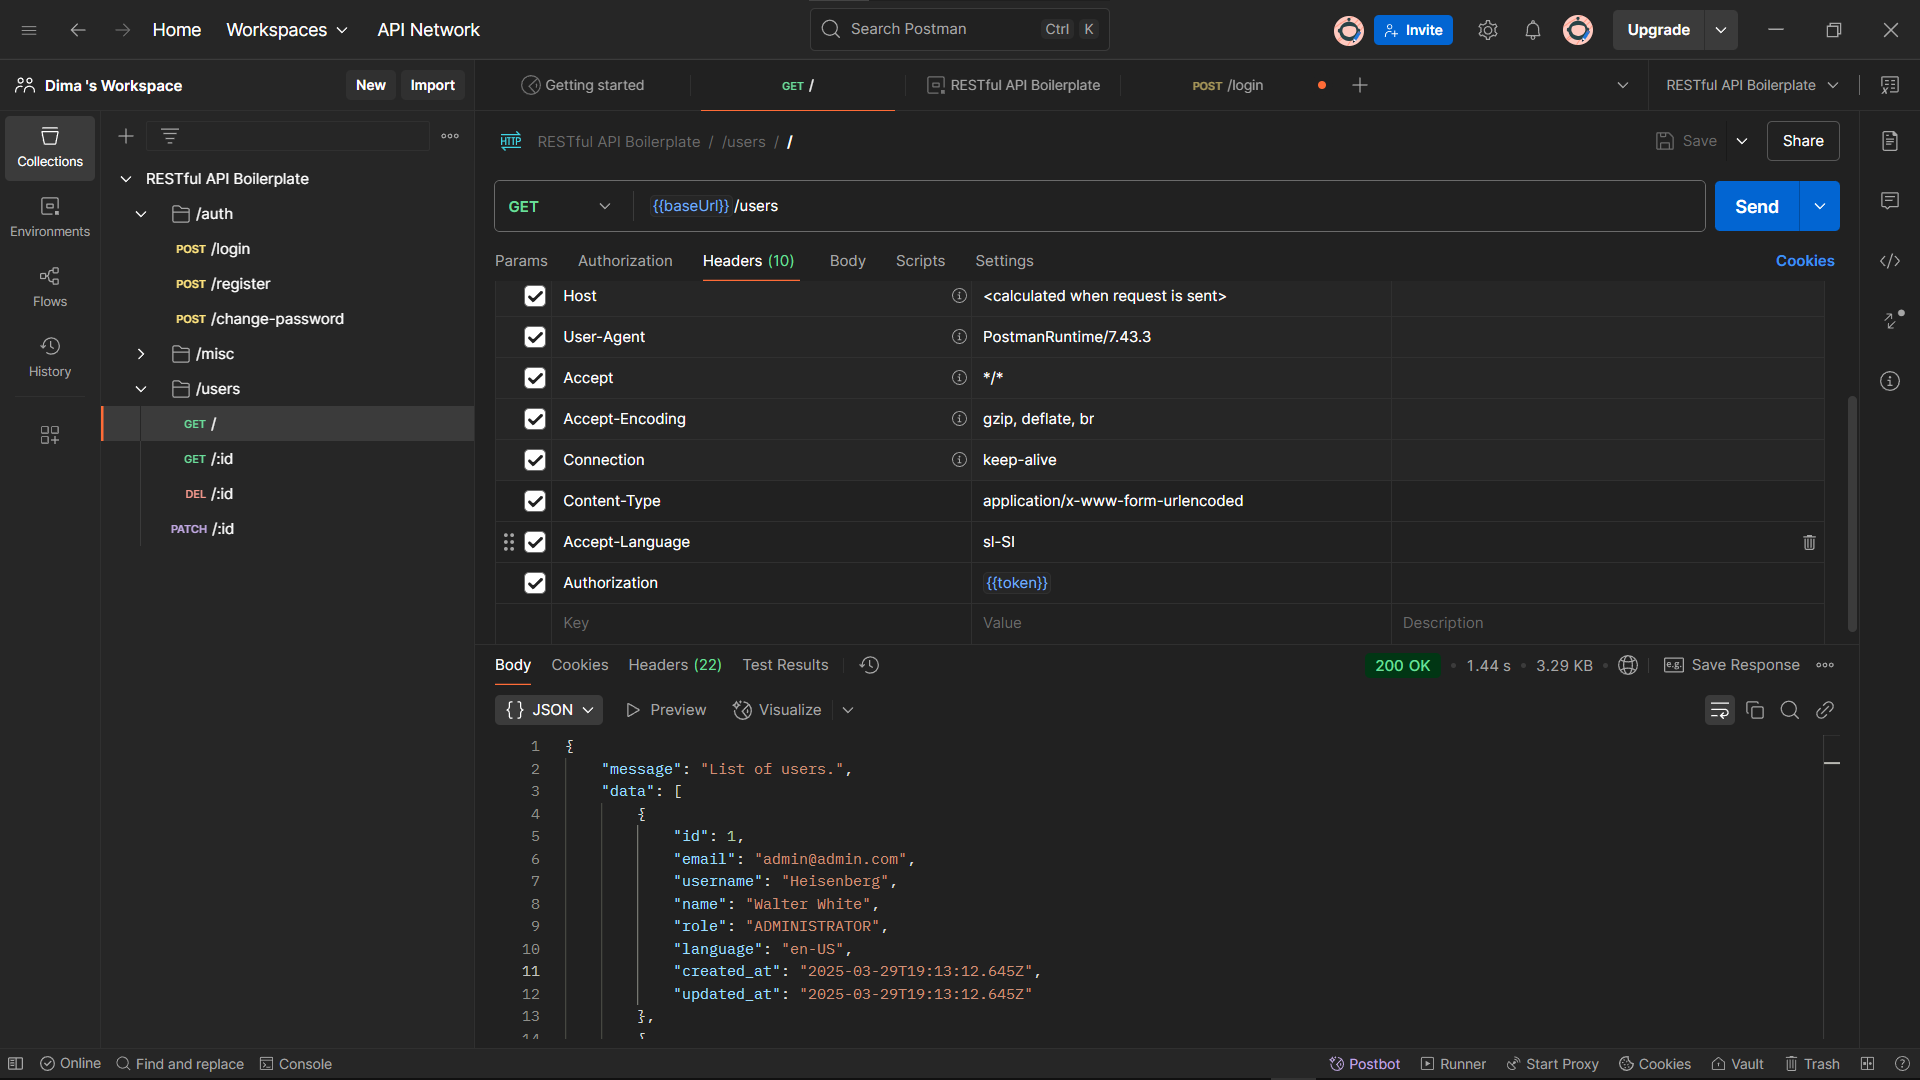 Home Workspaces API Network Search Postman Ctrl K Invite Upgrade
Dima 's Workspace New Import
Getting started GET / RESTful API Boilerplate POST /login RESTful API Boilerplate
Collections
Environments
Flows
History
RESTful API Boilerplate
/auth
POST /login
POST /register
POST /change-password
/misc
/users
GET /
GET /:id
DEL /:id
PATCH /:id
HTTP RESTful API Boilerplate / /users / / Save Share
GET {{baseUrl}} /users Send
Params Authorization Headers (10) Body Scripts Settings Cookies
Host <calculated when request is sent>
User-Agent PostmanRuntime/7.43.3
Accept */*
Accept-Encoding gzip, deflate, br
Connection keep-alive
Content-Type application/x-www-form-urlencoded
Accept-Language sl-SI
Authorization {{token}}
Key Value Description
Body Cookies Headers (22) Test Results 200 OK • 1.44 s • 3.29 KB • e.g. Save Response
{} JSON Preview Visualize
1 {
2 "message": "List of users.",
3 "data": [
4 {
5 "id": 1,
6 "email": "admin@admin.com",
7 "username": "Heisenberg",
8 "name": "Walter White",
9 "role": "ADMINISTRATOR",
10 "language": "en-US",
11 "created_at": "2025-03-29T19:13:12.645Z",
12 "updated_at": "2025-03-29T19:13:12.645Z"
13 },
14 {
Online Find and replace Console Postbot Runner Start Proxy Cookies Vault Trash